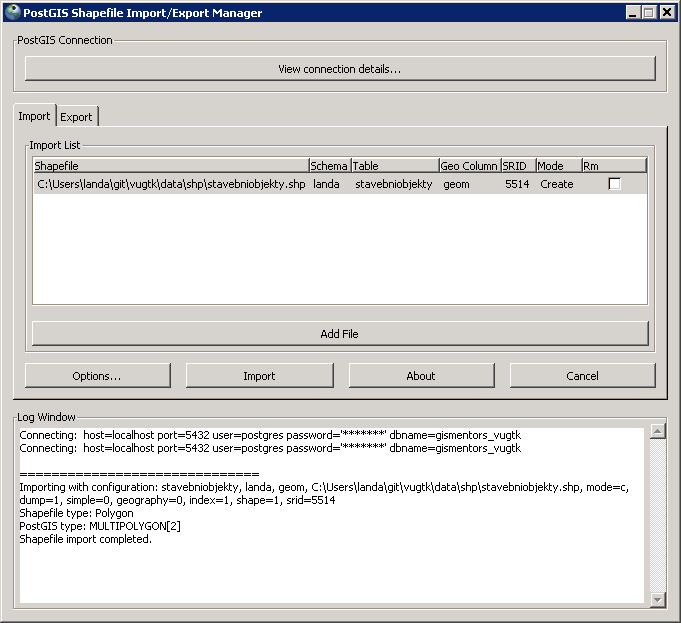 PostGIS Shapefile Import/Export Manager
PostGIS Connection
View connection details...
Import Export
Import List
Shapefile Schema Table Geo Column SRID Mode Rm
C:\Users\landa\git\vugtk\data\shp\stavebniobjekty.shp landa stavebniobjekty geom 5514 Create
Add File
Options... Import About Cancel
Log Window
Connecting: host=localhost port=5432 user=postgres password='*******' dbname=gismentors_vugtk
Connecting: host=localhost port=5432 user=postgres password='*******' dbname=gismentors_vugtk
==============================
Importing with configuration: stavebniobjekty, landa, geom, C:\Users\landa\git\vugtk\data\shp\stavebniobjekty.shp, mode=c,
dump=1, simple=0, geography=0, index=1, shape=1, srid=5514
Shapefile type: Polygon
PostGIS type: MULTIPOLYGON[2]
Shapefile import completed.